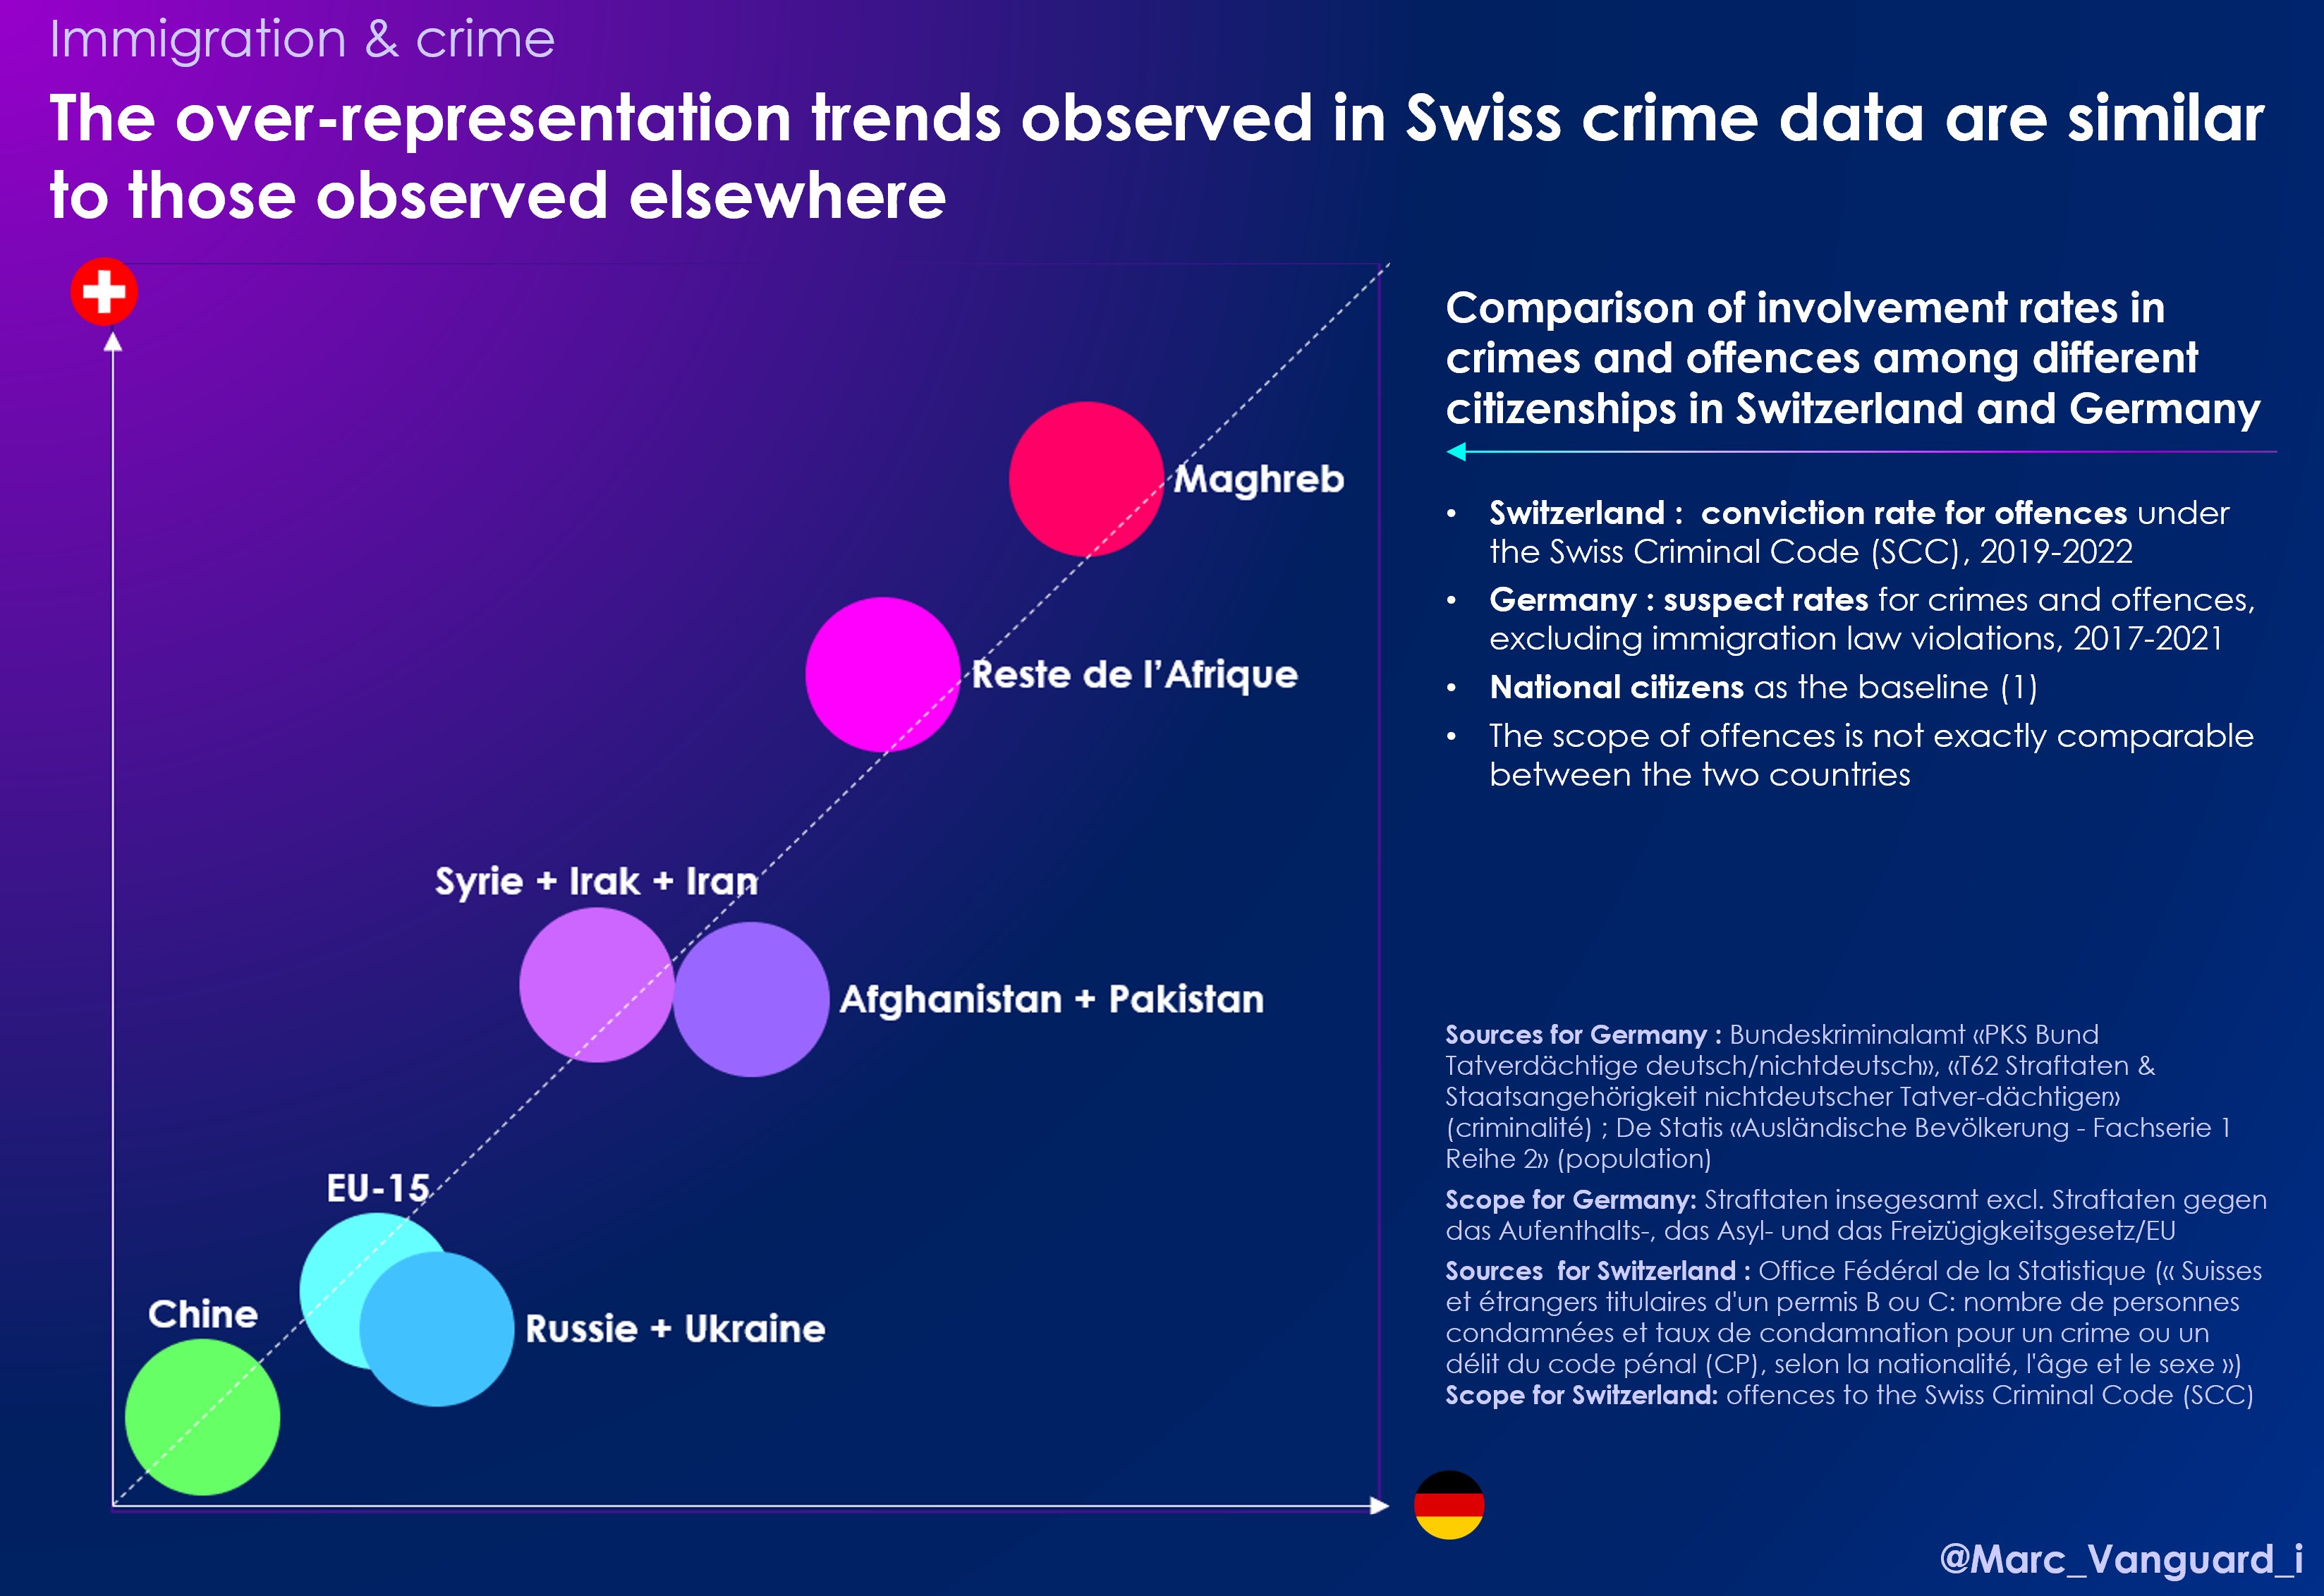 Immigration & crime
The over-representation trends observed in Swiss crime data are similar
to those observed elsewhere
Maghreb
Reste de l’Afrique
Syrie + Irak + Iran
Afghanistan + Pakistan
EU-15
Chine
Russie + Ukraine
Comparison of involvement rates in
crimes and offences among different
citizenships in Switzerland and Germany
• Switzerland :  conviction rate for offences under
the Swiss Criminal Code (SCC), 2019-2022
• Germany : suspect rates for crimes and offences,
excluding immigration law violations, 2017-2021
• National citizens as the baseline (1)
• The scope of offences is not exactly comparable
between the two countries
Sources for Germany : Bundeskriminalamt «PKS Bund
Tatverdächtige deutsch/nichtdeutsch», «T62 Straftaten &
Staatsangehörigkeit nichtdeutscher Tatver-dächtiger»
(criminalité) ; De Statis «Ausländische Bevölkerung - Fachserie 1
Reihe 2» (population)
Scope for Germany: Straftaten insegesamt excl. Straftaten gegen
das Aufenthalts-, das Asyl- und das Freizügigkeitsgesetz/EU
Sources  for Switzerland : Office Fédéral de la Statistique (« Suisses
et étrangers titulaires d'un permis B ou C: nombre de personnes
condamnées et taux de condamnation pour un crime ou un
délit du code pénal (CP), selon la nationalité, l'âge et le sexe »)
Scope for Switzerland: offences to the Swiss Criminal Code (SCC)
@Marc_Vanguard_i